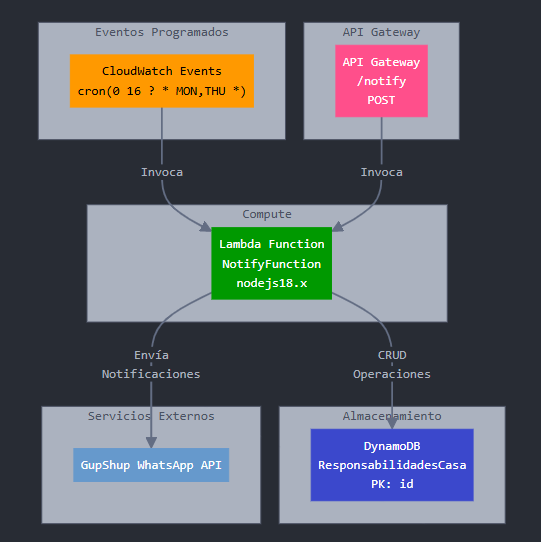 Eventos Programados
CloudWatch Events
cron(0 16 ? * MON,THU *)
API Gateway
API Gateway
/notify
POST
Invoca
Invoca
Compute
Lambda Function
NotifyFunction
nodejs18.x
Envía
Notificaciones
CRUD
Operaciones
Servicios Externos
GupShup WhatsApp API
Almacenamiento
DynamoDB
ResponsabilidadesCasa
PK: id